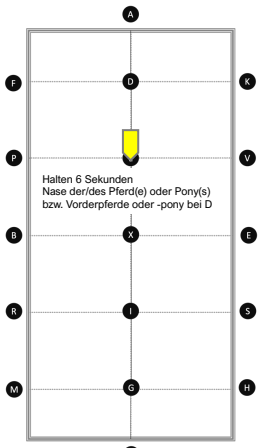 A
F D K
P V
Halten 6 Sekunden
Nase der/des Pferd(e) oder Pony(s)
bzw. Vorderpferde oder -pony bei D
B X E
R I S
M G H